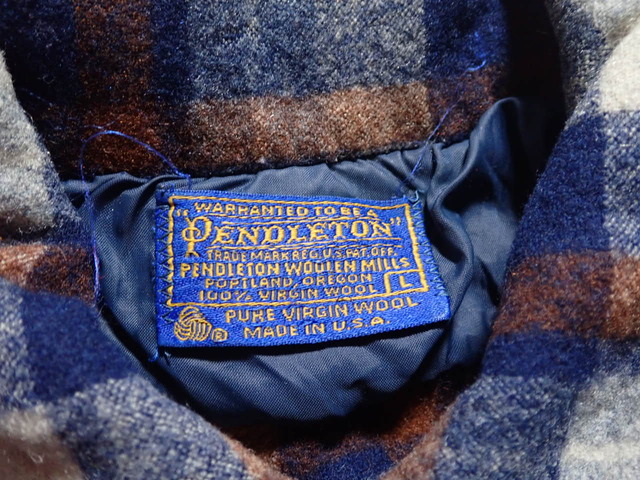 "WARRANTED TO BE A
PENDLETON"
TRADE MARK REG. U.S. PAT. OFF.
PENDLETON WOOLEN MILLS
PORTLAND, OREGON
100% VIRGIN WOOL L
PURE VIRGIN WOOL
® MADE IN U.S.A.